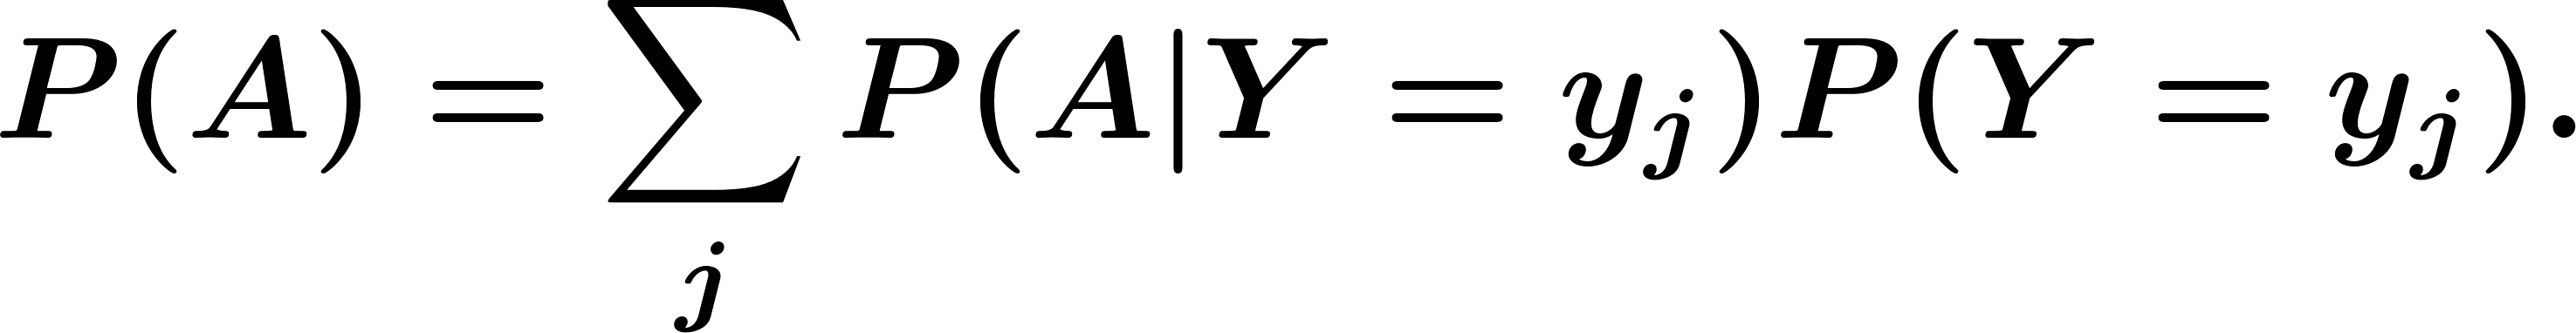 P(A) = ∑_j P(A|Y = y_j)P(Y = y_j).